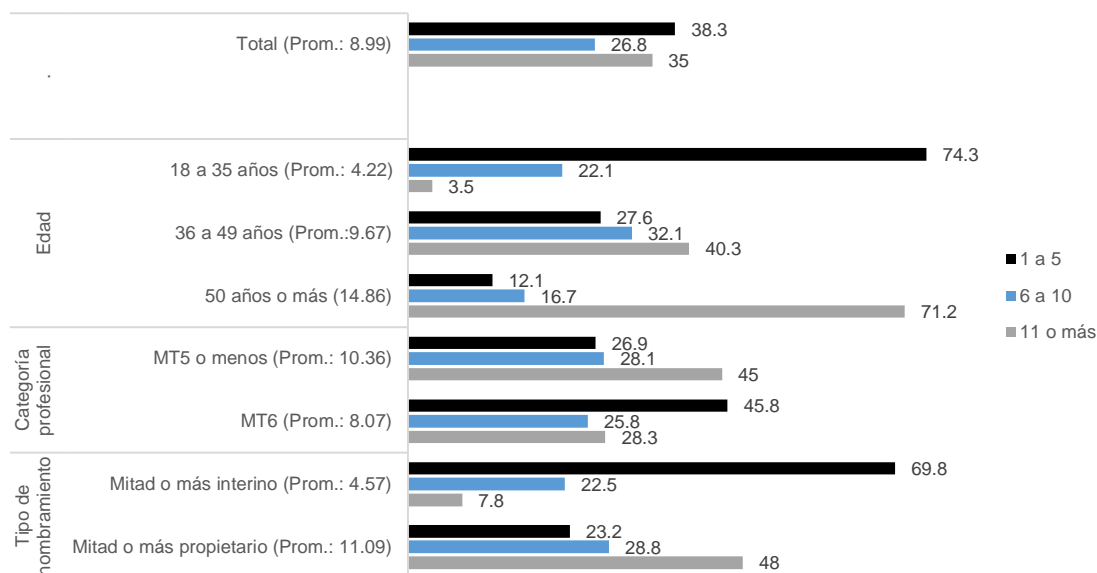 Total (Prom.: 8.99)
38.3
26.8
35
.
Edad
18 a 35 años (Prom.: 4.22)
74.3
22.1
3.5
36 a 49 años (Prom.:9.67)
27.6
32.1
40.3
50 años o más (14.86)
12.1
16.7
71.2
Categoría
profesional
MT5 o menos (Prom.: 10.36)
26.9
28.1
45
MT6 (Prom.: 8.07)
45.8
25.8
28.3
Tipo de
nombramiento
Mitad o más interino (Prom.: 4.57)
69.8
22.5
7.8
Mitad o más propietario (Prom.: 11.09)
23.2
28.8
48
1 a 5
6 a 10
11 o más